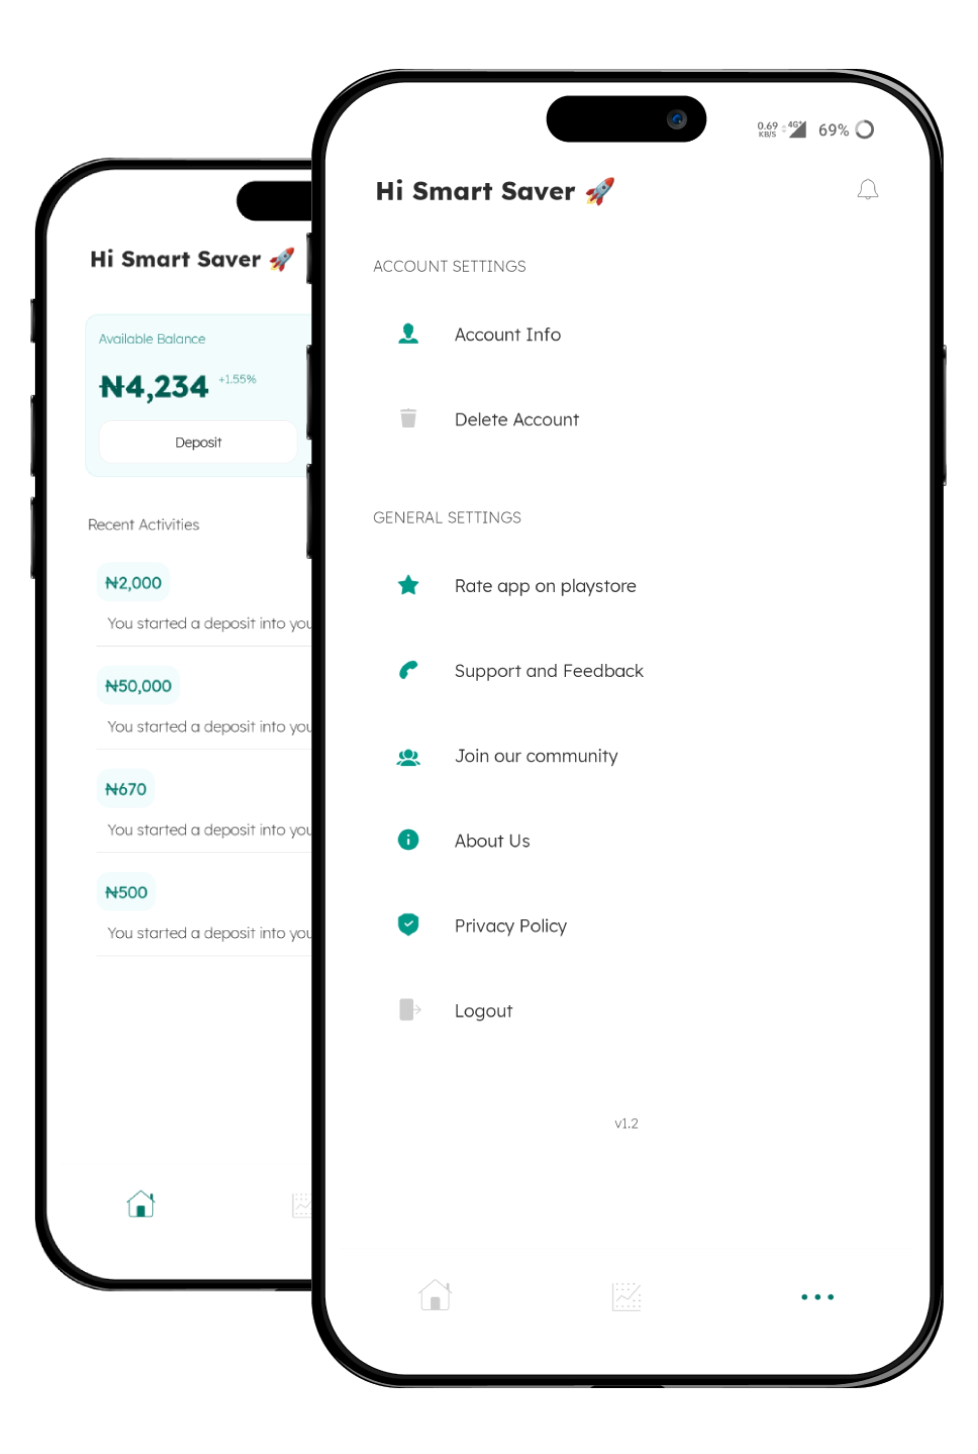 Hi Smart Saver 🚀
Available Balance
₦4,234 +1.55%
Deposit
Recent Activities
₦2,000
You started a deposit into you
₦50,000
You started a deposit into you
₦670
You started a deposit into you
₦500
You started a deposit into you
0.69 KB/S 4G+ 69%
Hi Smart Saver 🚀
ACCOUNT SETTINGS
Account Info
Delete Account
GENERAL SETTINGS
Rate app on playstore
Support and Feedback
Join our community
About Us
Privacy Policy
Logout
v1.2